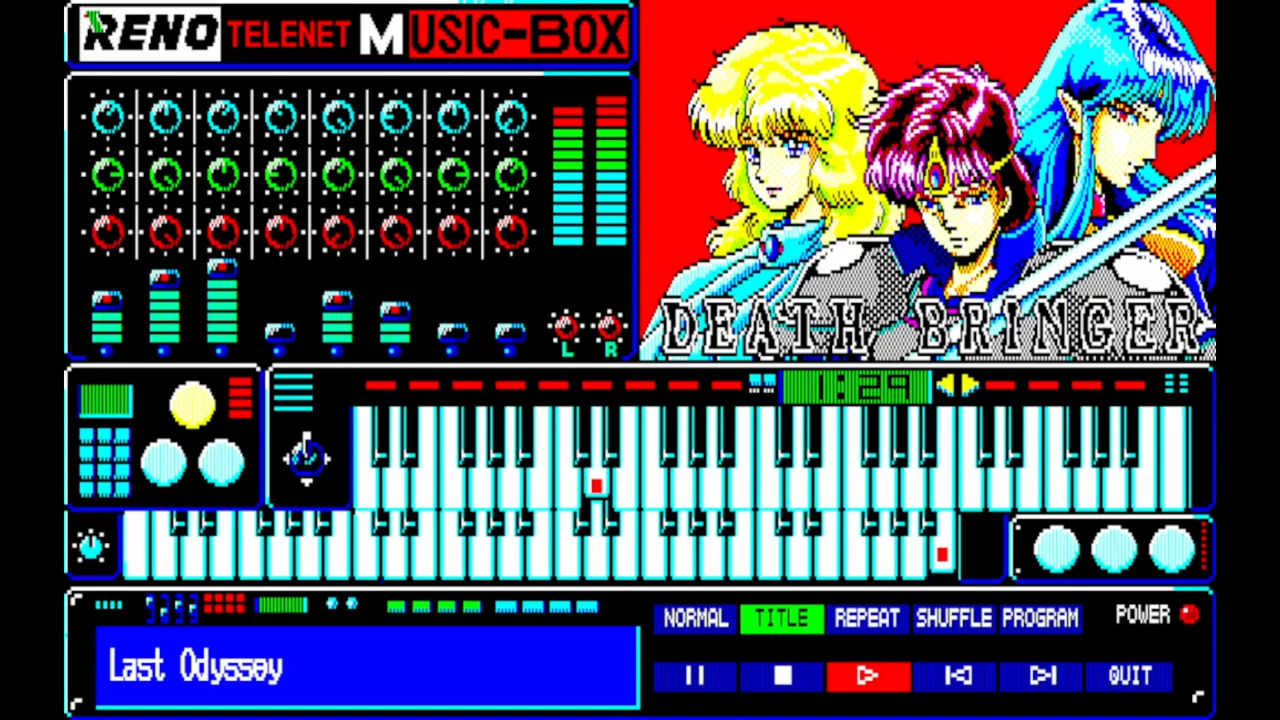 RENO TELENET MUSIC-BOX
DEATH BRINGER
L R
1:29
NORMAL TITLE REPEAT SHUFFLE PROGRAM POWER
Last Odyssey
QUIT